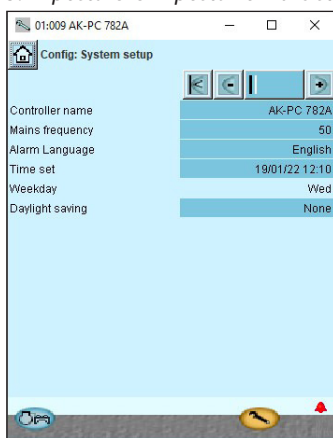 01:009 AK-PC 782A
Config: System setup
Controller name AK-PC 782A
Mains frequency 50
Alarm Language English
Time set 19/01/22 12:10
Weekday Wed
Daylight saving None